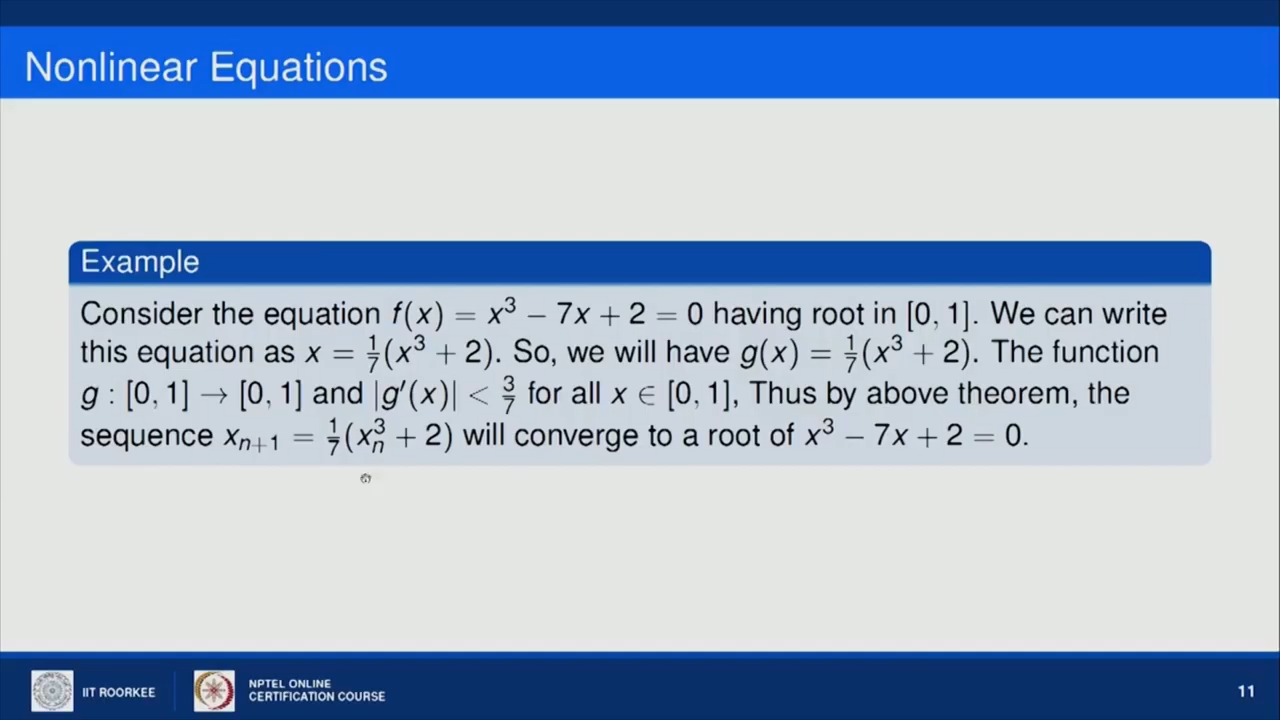 Nonlinear Equations
Example
Consider the equation f(x) = x³ − 7x + 2 = 0 having root in [0, 1]. We can write
this equation as x = 1/7(x³ + 2). So, we will have g(x) = 1/7(x³ + 2). The function
g : [0, 1] → [0, 1] and |g′(x)| < 3/7 for all x ∈ [0, 1], Thus by above theorem, the
sequence xₙ₊₁ = 1/7(xₙ³ + 2) will converge to a root of x³ − 7x + 2 = 0.
IIT ROORKEE
NPTEL ONLINE
CERTIFICATION COURSE
11